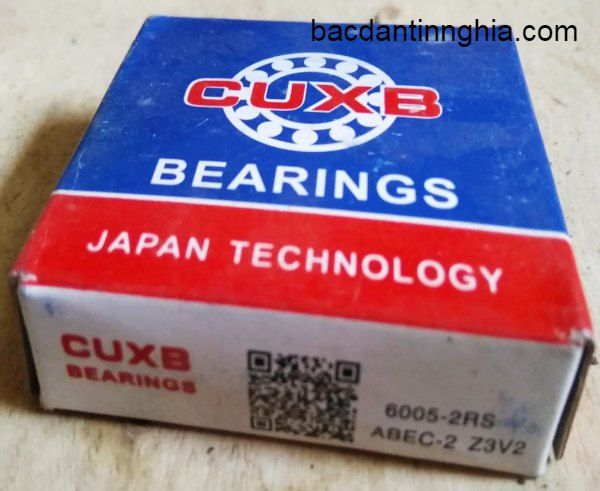 bacdantinnghia.com
CUXB
BEARINGS
JAPAN TECHNOLOGY
CUXB
BEARINGS
6005-2RS
ABEC-2 Z3V2